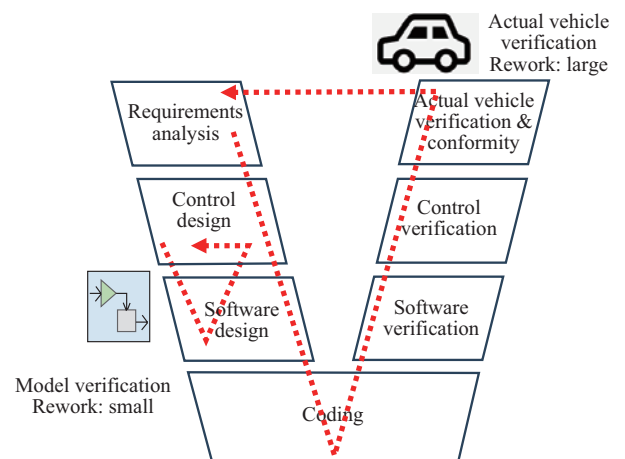 Actual vehicle
verification
Rework: large
Requirements
analysis
Actual vehicle
verification &
conformity
Control
design
Control
verification
Software
design
Software
verification
Model verification
Rework: small
Coding